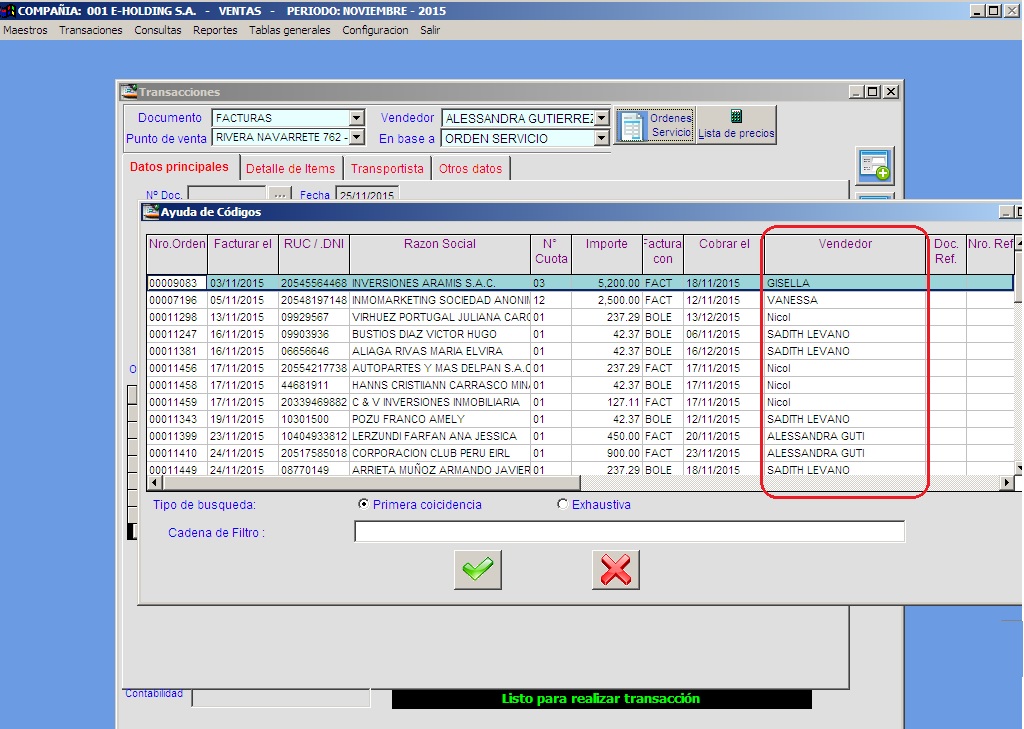 COMPAÑIA: 001 E-HOLDING S.A. - VENTAS - PERIODO: NOVIEMBRE - 2015
Maestros Transaciones Consultas Reportes Tablas generales Configuracion Salir
Transacciones
Documento FACTURAS Vendedor ALESSANDRA GUTIERREZ Ordenes Servicio Lista de precios
Punto de venta RIVERA NAVARRETE 762 - En base a ORDEN SERVICIO
Datos principales Detalle de Items Transportista Otros datos
Nº Doc. ... Fecha 25/11/2015
Ayuda de Códigos
Nro.Orden Facturar el RUC / .DNI Razon Social N° Cuota Importe Factura con Cobrar el Vendedor Doc. Ref. Nro. Ref
00009083 03/11/2015 20545564468 INVERSIONES ARAMIS S.A.C. 03 5,200.00 FACT 18/11/2015 GISELLA
00007196 05/11/2015 20548197148 INMOMARKETING SOCIEDAD ANONIM 12 2,500.00 FACT 12/11/2015 VANESSA
00011298 13/11/2015 09929567 VIRHUEZ PORTUGAL JULIANA CARO 01 237.29 BOLE 13/12/2015 Nicol
00011247 16/11/2015 09903936 BUSTIOS DIAZ VICTOR HUGO 01 42.37 BOLE 06/11/2015 SADITH LEVANO
00011381 16/11/2015 06656646 ALIAGA RIVAS MARIA ELVIRA 01 42.37 BOLE 16/12/2015 SADITH LEVANO
00011456 17/11/2015 20554217738 AUTOPARTES Y MAS DELPAN S.A.C 01 237.29 FACT 17/11/2015 Nicol
00011458 17/11/2015 44681911 HANNS CRISTIIANN CARRASCO MIN 01 42.37 BOLE 17/11/2015 Nicol
00011459 17/11/2015 20339469882 C & V INVERSIONES INMOBILIARIA 01 127.11 FACT 17/11/2015 Nicol
00011343 19/11/2015 10301500 POZU FRANCO AMELY 01 42.37 BOLE 12/11/2015 SADITH LEVANO
00011399 23/11/2015 10404933812 LERZUNDI FARFAN ANA JESSICA 01 450.00 FACT 20/11/2015 ALESSANDRA GUTI
00011410 24/11/2015 20517585018 CORPORACION CLUB PERU EIRL 01 900.00 FACT 23/11/2015 ALESSANDRA GUTI
00011449 24/11/2015 08770149 ARRIETA MUÑOZ ARMANDO JAVIER 01 237.29 BOLE 18/11/2015 SADITH LEVANO
Tipo de busqueda: Primera coicidencia Exhaustiva
Cadena de Filtro :
Contabilidad
Listo para realizar transacción